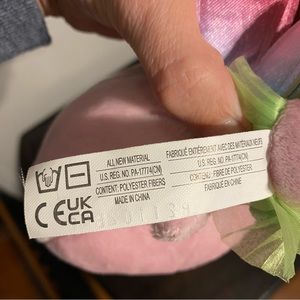 ALL NEW MATERIAL
U.S. REG. NO. PA-17774(CN)
CONTENT: POLYESTER FIBERS
MADE IN CHINA
FABRIQUÉ ENTIÈREMENT AVEC DES MATÉRIAUX NEUFS
U.S. REG. NO. PA-17774(CN)
CONTENU: FIBRE DE POLYESTER
FABRIQUÉ EN CHINE
CE UK
CA